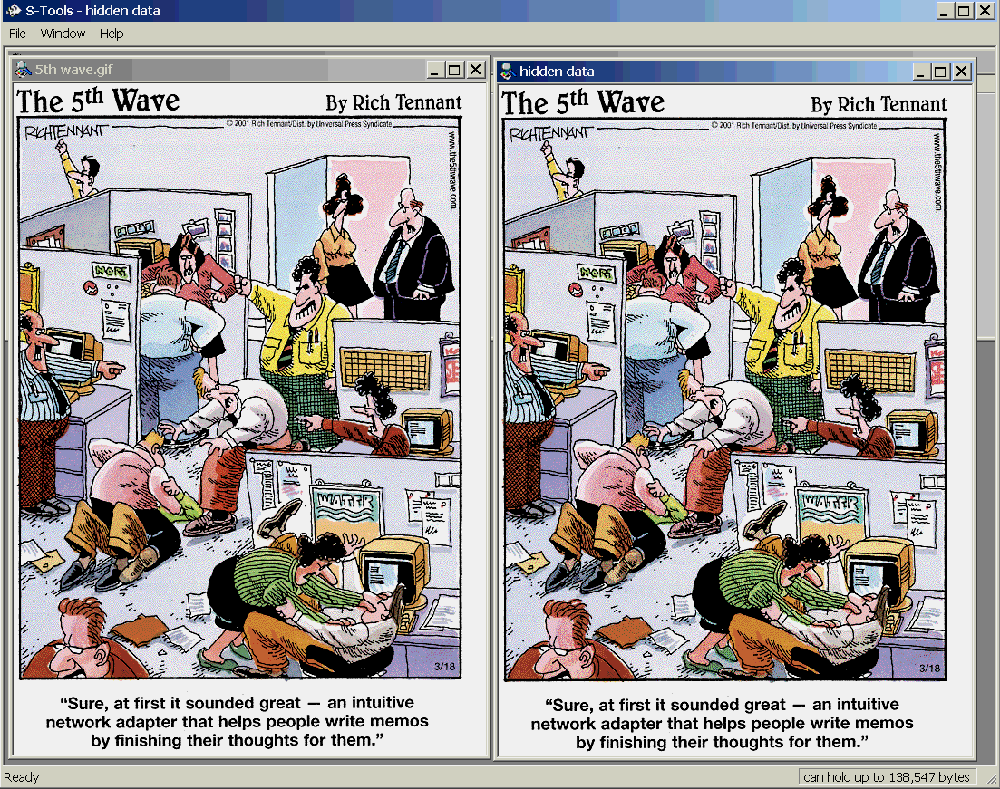 S-Tools - hidden data
File Window Help
5th wave.gif
The 5th Wave By Rich Tennant
© 2001 Rich Tennant/Dist. by Universal Press Syndicate
RICHTENNANT
www.the5thwave.com
WATER
3/18
“Sure, at first it sounded great — an intuitive
network adapter that helps people write memos
by finishing their thoughts for them.”
hidden data
The 5th Wave By Rich Tennant
© 2001 Rich Tennant/Dist. by Universal Press Syndicate
RICHTENNANT
www.the5thwave.com
WATER
3/18
“Sure, at first it sounded great — an intuitive
network adapter that helps people write memos
by finishing their thoughts for them.”
Ready can hold up to 138,547 bytes